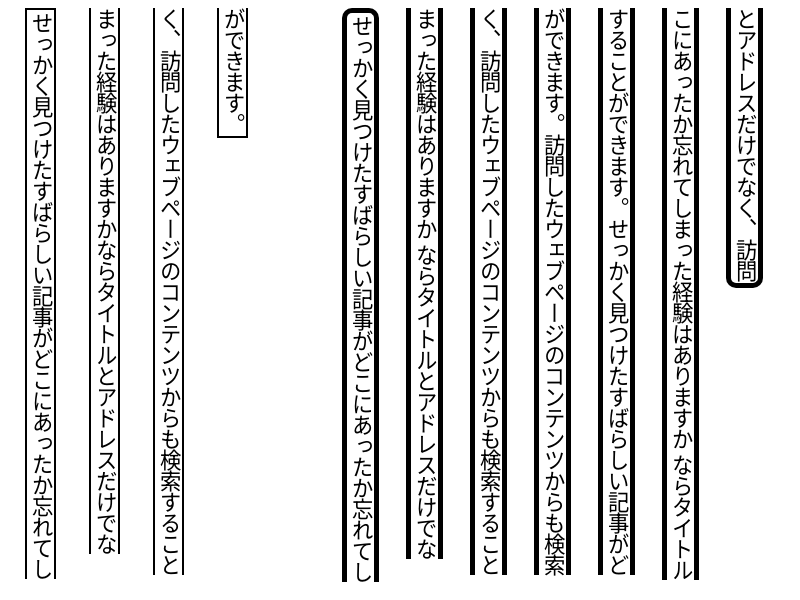 せっかく見つけたすばらしい記事がどこにあったか忘れてし
まった経験はありますかならタイトルとアドレスだけでな
く、訪問したウェブページのコンテンツからも検索すること
ができます。
せっかく見つけたすばらしい記事がどこにあったか忘れてし
まった経験はありますか ならタイトルとアドレスだけでな
く、訪問したウェブページのコンテンツからも検索すること
ができます。訪問したウェブページのコンテンツからも検索
することができます。せっかく見つけたすばらしい記事がど
こにあったか忘れてしまった経験はありますか ならタイトル
とアドレスだけでなく、訪問